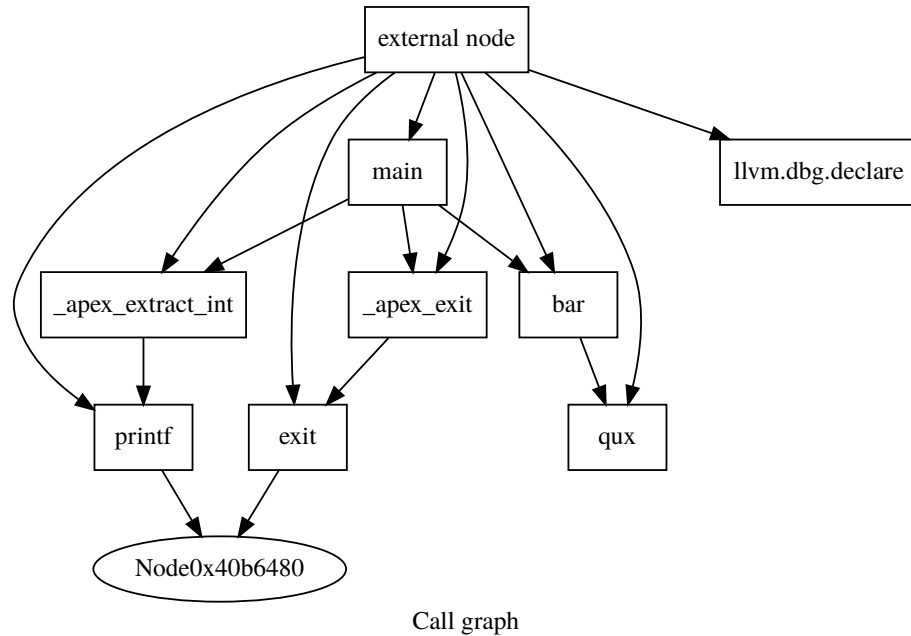 external node
main
llvm.dbg.declare
_apex_extract_int
_apex_exit
bar
printf
exit
qux
Node0x40b6480
Call graph